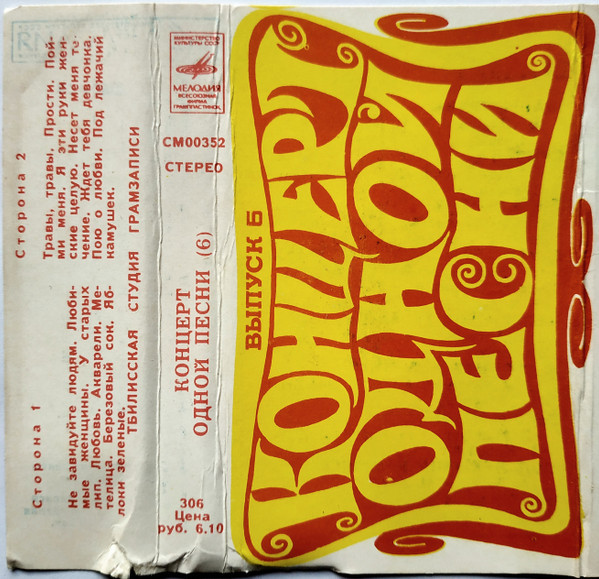 Сторона 1
Не завидуйте людям. Люби-
мые женщины. У старых
лип. Любовь. Акварели. Ме-
телица. Березовый сок. Яб-
лони зеленые.
Сторона 2
Травы, травы. Прости. Пой-
ми меня. Я эти руки жен-
ские целую. Несет меня те-
чение. Ждет тебя девчонка.
Помо о любви. Под лежачий
камушек.
ТБИЛИССКАЯ СТУДИЯ ГРАМЗАПИСИ
МИНИСТЕРСТВО
КУЛЬТУРЫ СССР
МЕЛОДИЯ
ВСЕСОЮЗНАЯ
ФИРМА
ГРАМПЛАСТИНОК
СМ00352
СТЕРЕО
КОНЦЕРТ
ОДНОЙ ПЕСНИ (6)
306
Цена
руб. 6.10
ВЫПУСК 6
КОНЦЕРТ
ОДНОЙ
ПЕСНИ